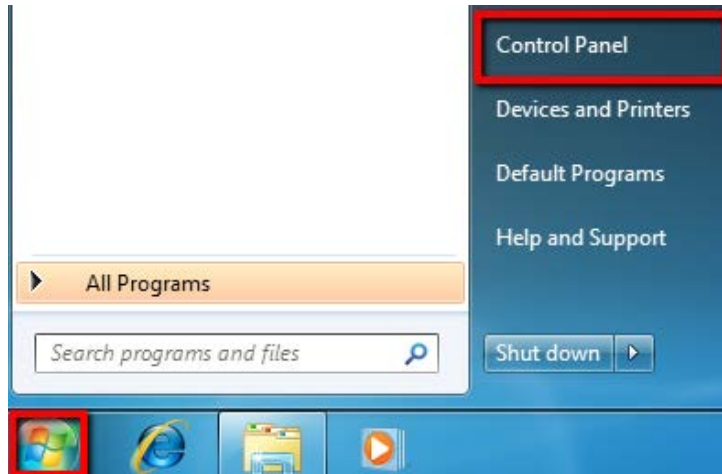 Control Panel
Devices and Printers
Default Programs
Help and Support
All Programs
Search programs and files
Shut down